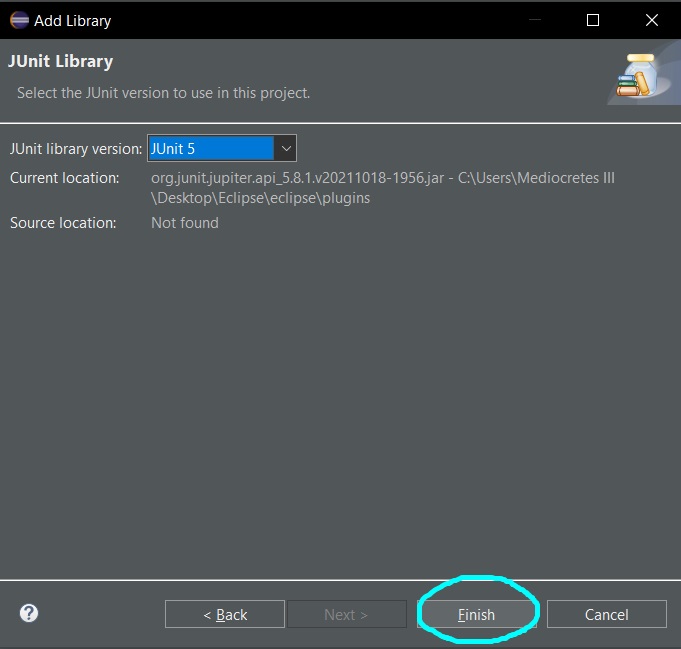 Add Library
JUnit Library
Select the JUnit version to use in this project.
JUnit library version: JUnit 5
Current location: org.junit.jupiter.api_5.8.1.v20211018-1956.jar - C:\Users\Mediocretes III
\Desktop\Eclipse\eclipse\plugins
Source location: Not found
? < Back Next > Finish Cancel